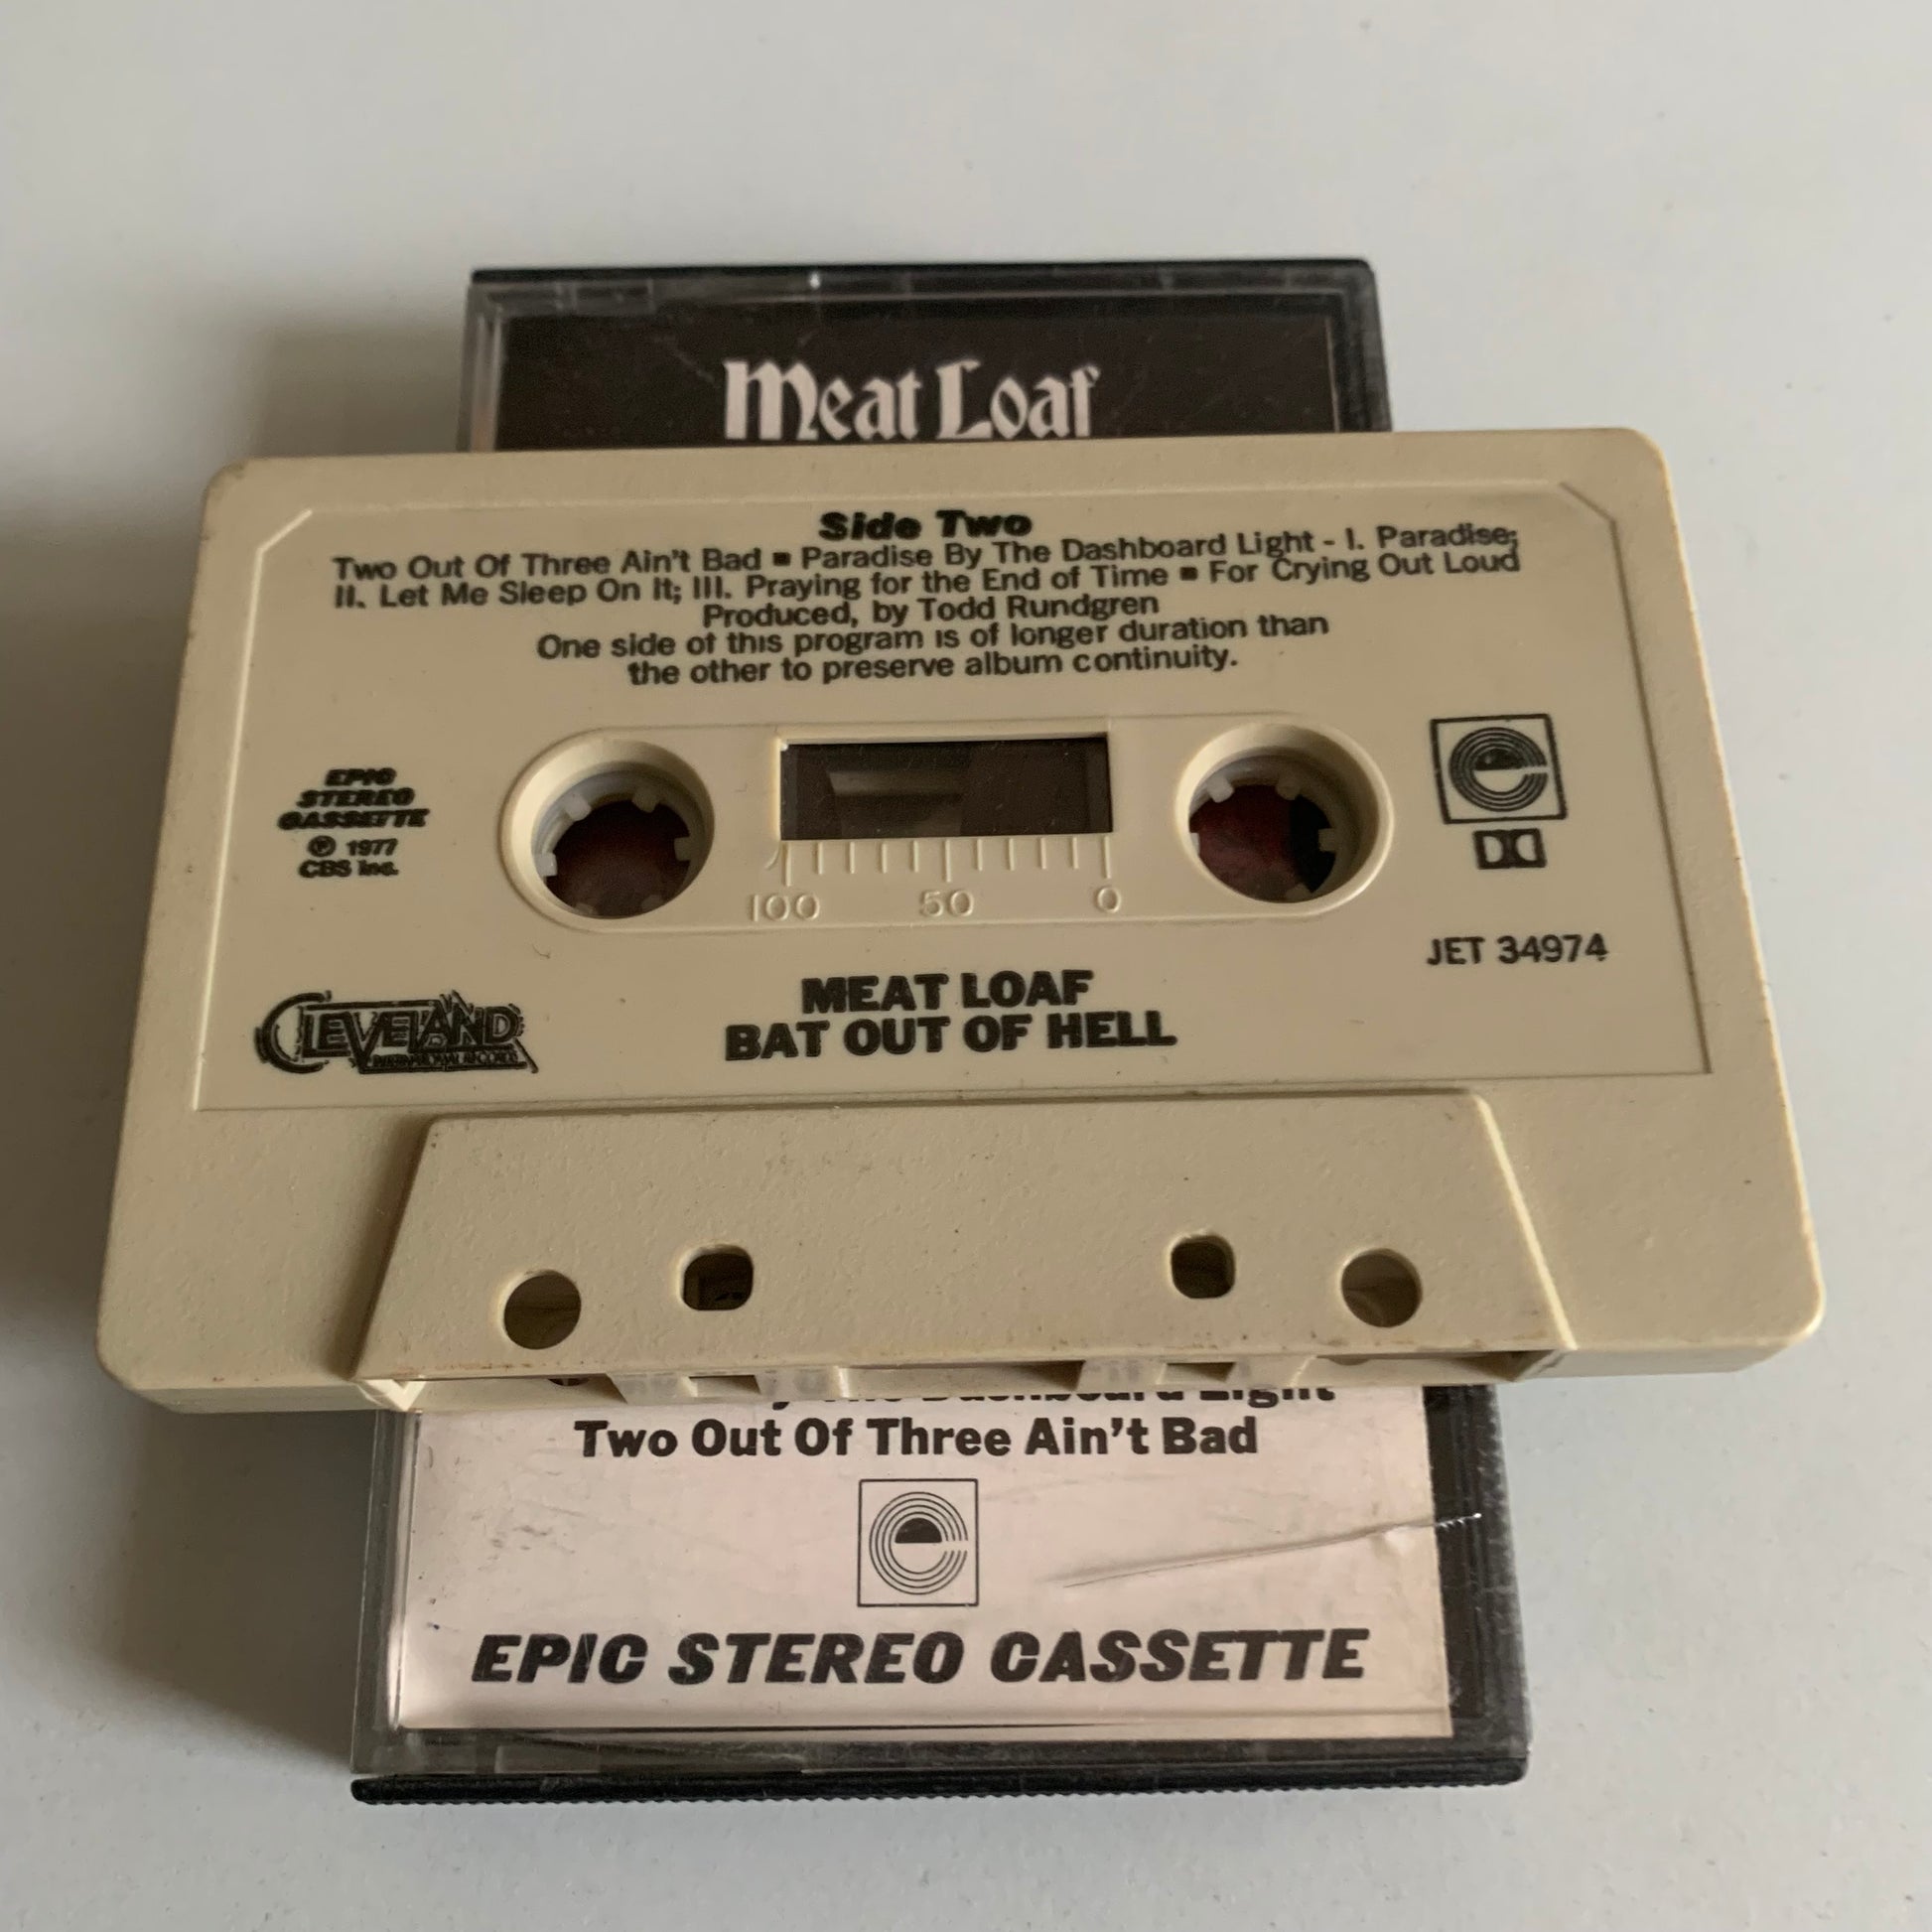 Meat Loaf
Side Two
Two Out Of Three Ain't Bad ■ Paradise By The Dashboard Light - I. Paradise;
II. Let Me Sleep On It; III. Praying for the End of Time ■ For Crying Out Loud
Produced, by Todd Rundgren
One side of this program is of longer duration than
the other to preserve album continuity.
EPIC
STEREO
CASSETTE
℗ 1977
CBS Inc.
100 50 0
JET 34974
CLEVELAND
INTERNATIONAL RECORDS
MEAT LOAF
BAT OUT OF HELL
Dashboard Light
Two Out Of Three Ain't Bad
e
EPIC STEREO CASSETTE